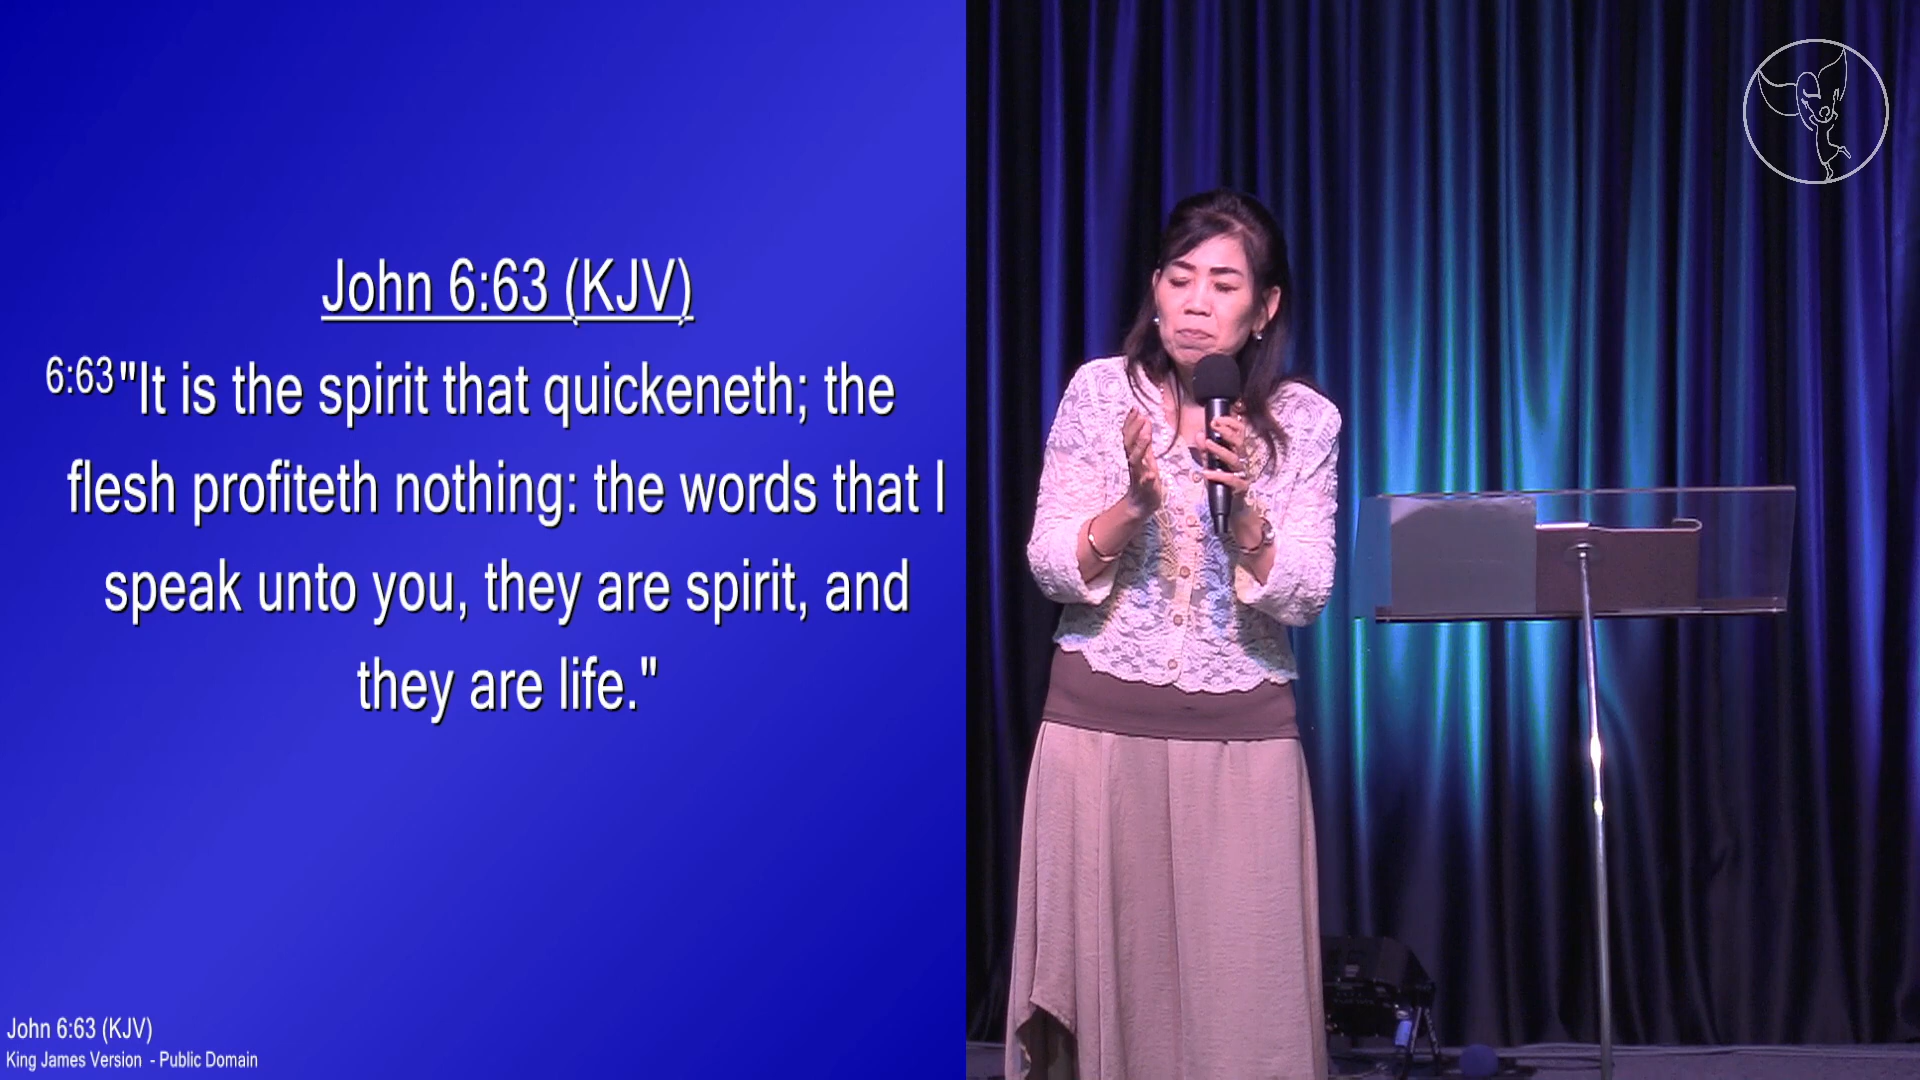 John 6:63 (KJV)
6:63"It is the spirit that quickeneth; the
flesh profiteth nothing: the words that I
speak unto you, they are spirit, and
they are life."
John 6:63 (KJV)
King James Version - Public Domain